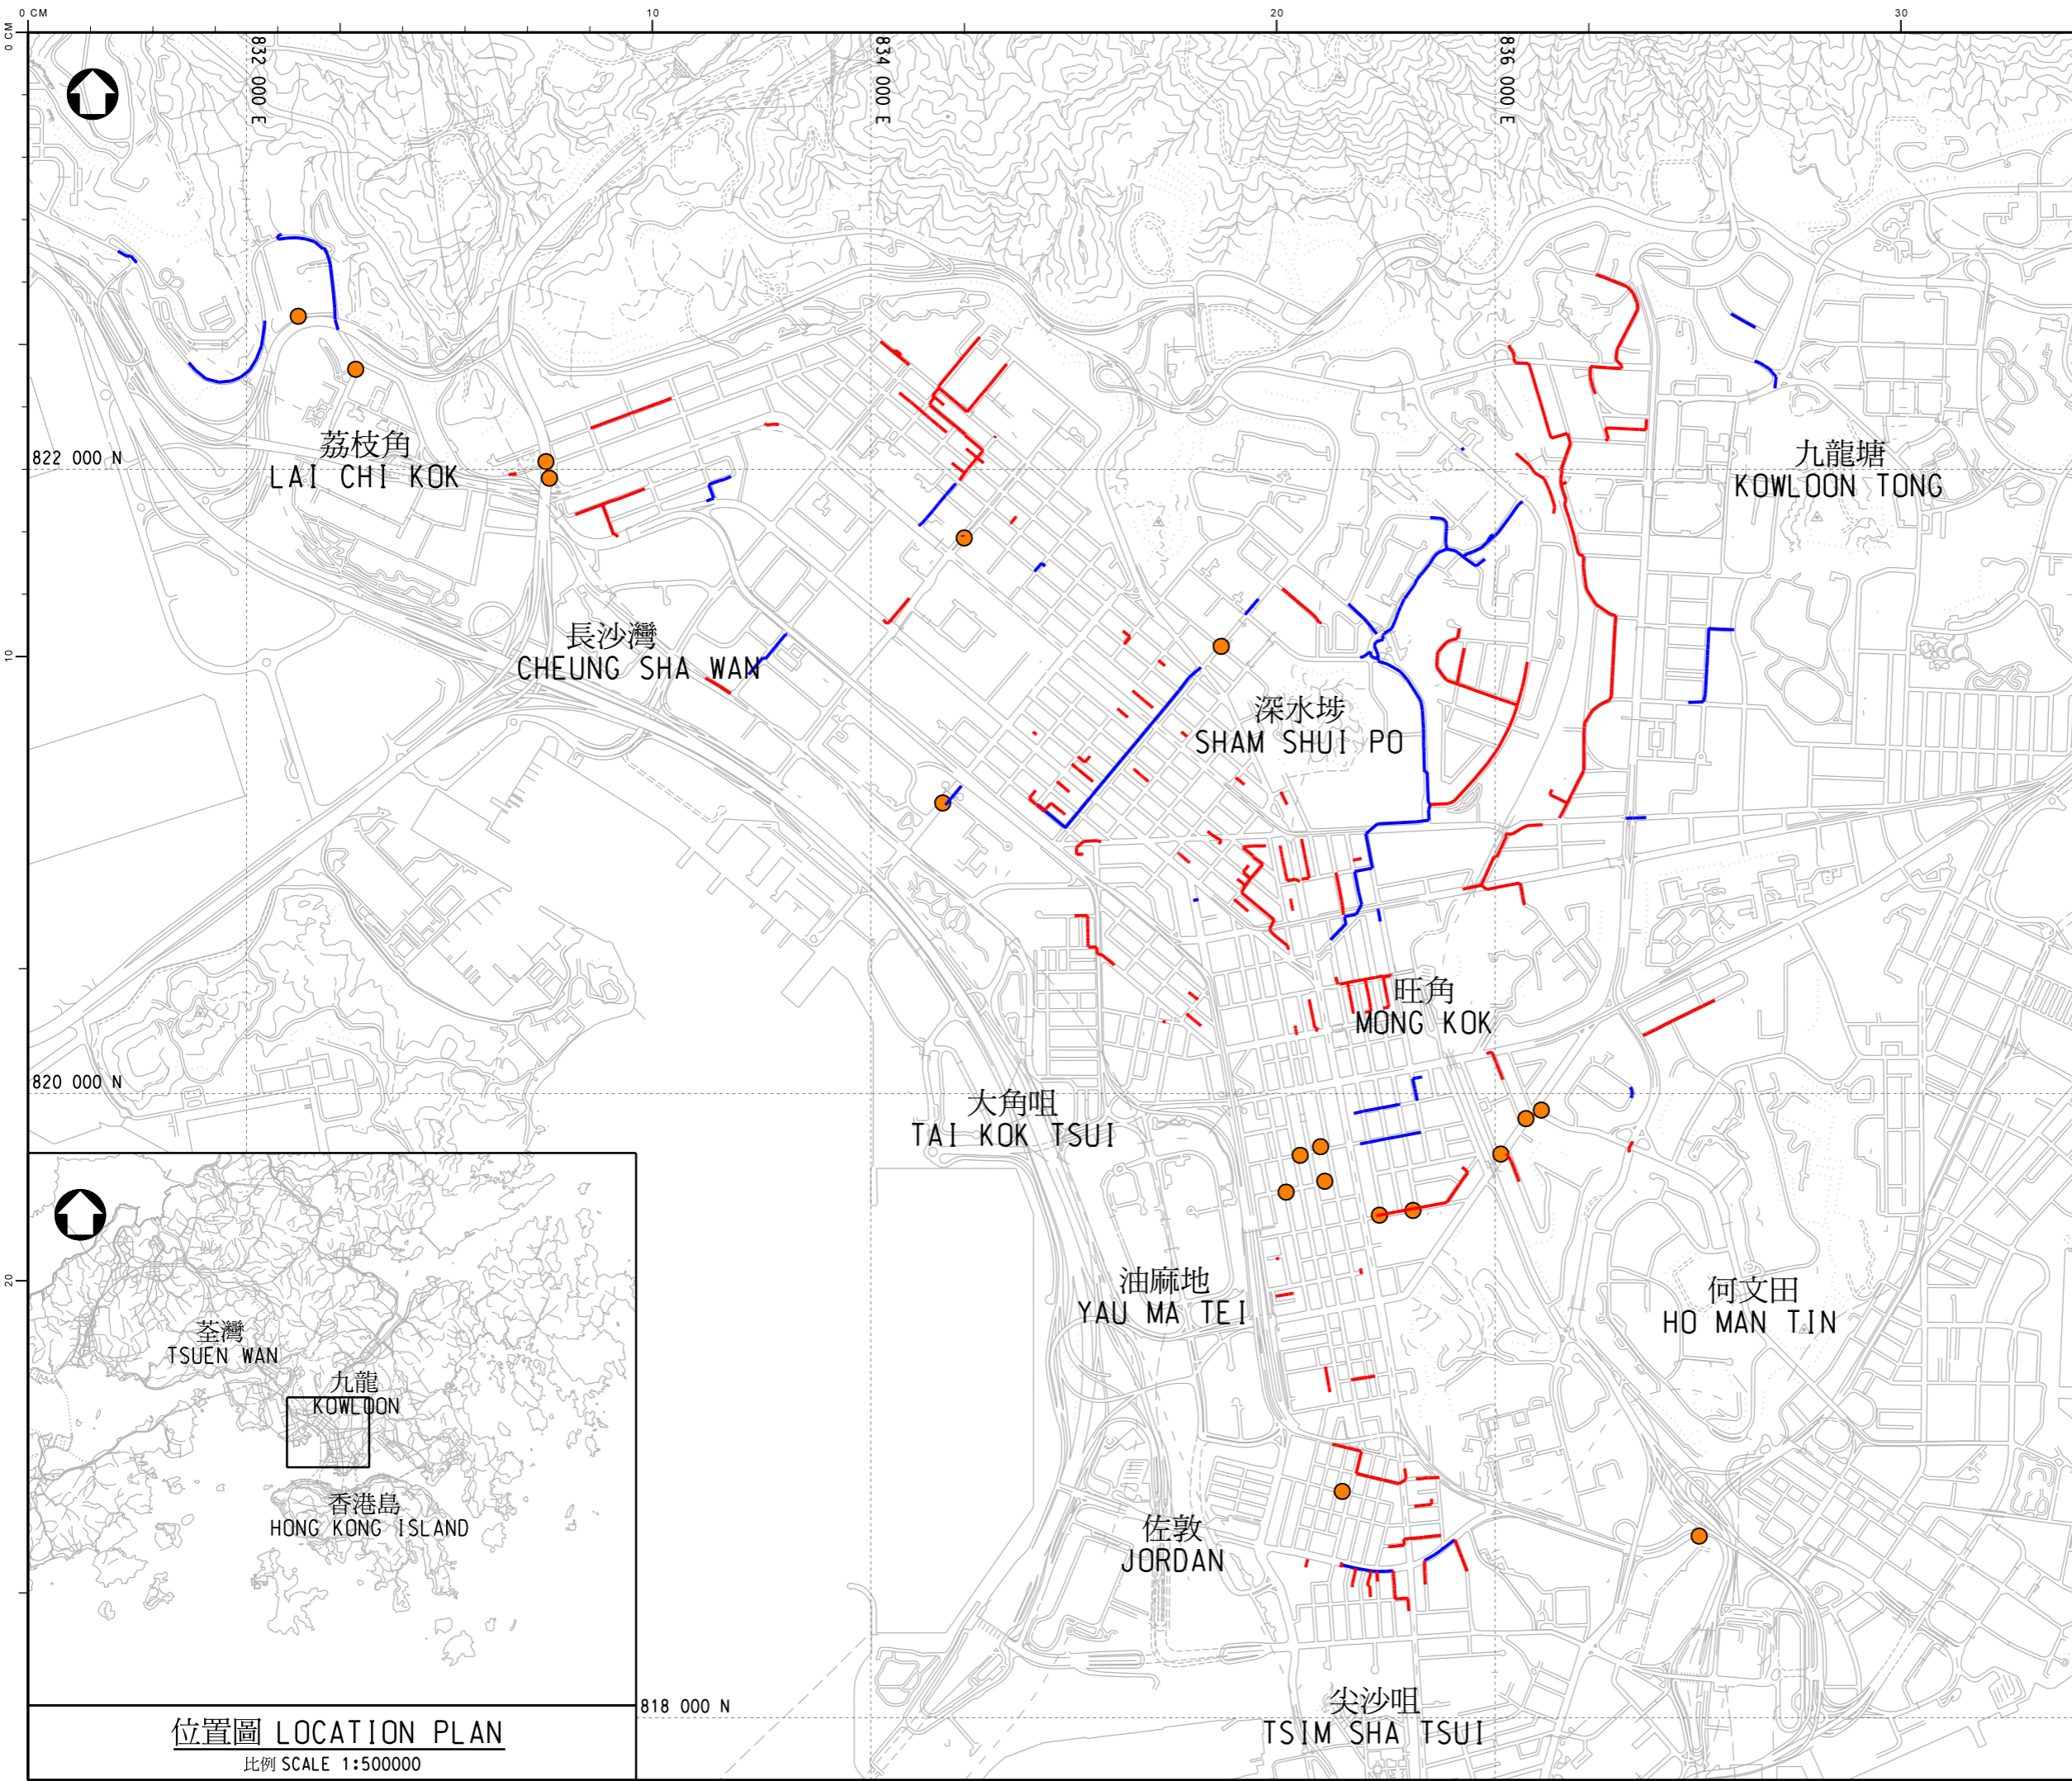 0 CM
10
20
30
0 CM
10
20
832 000 E
834 000 E
836 000 E
822 000 N
820 000 N
818 000 N
荔枝角
LAI CHI KOK
九龍塘
KOWLOON TONG
長沙灣
CHEUNG SHA WAN
深水埗
SHAM SHUI PO
旺角
MONG KOK
大角咀
TAI KOK TSUI
油麻地
YAU MA TEI
何文田
HO MAN TIN
佐敦
JORDAN
尖沙咀
TSIM SHA TSUI
荃灣
TSUEN WAN
九龍
KOWLOON
香港島
HONG KONG ISLAND
位置圖 LOCATION PLAN
比例 SCALE 1:500000